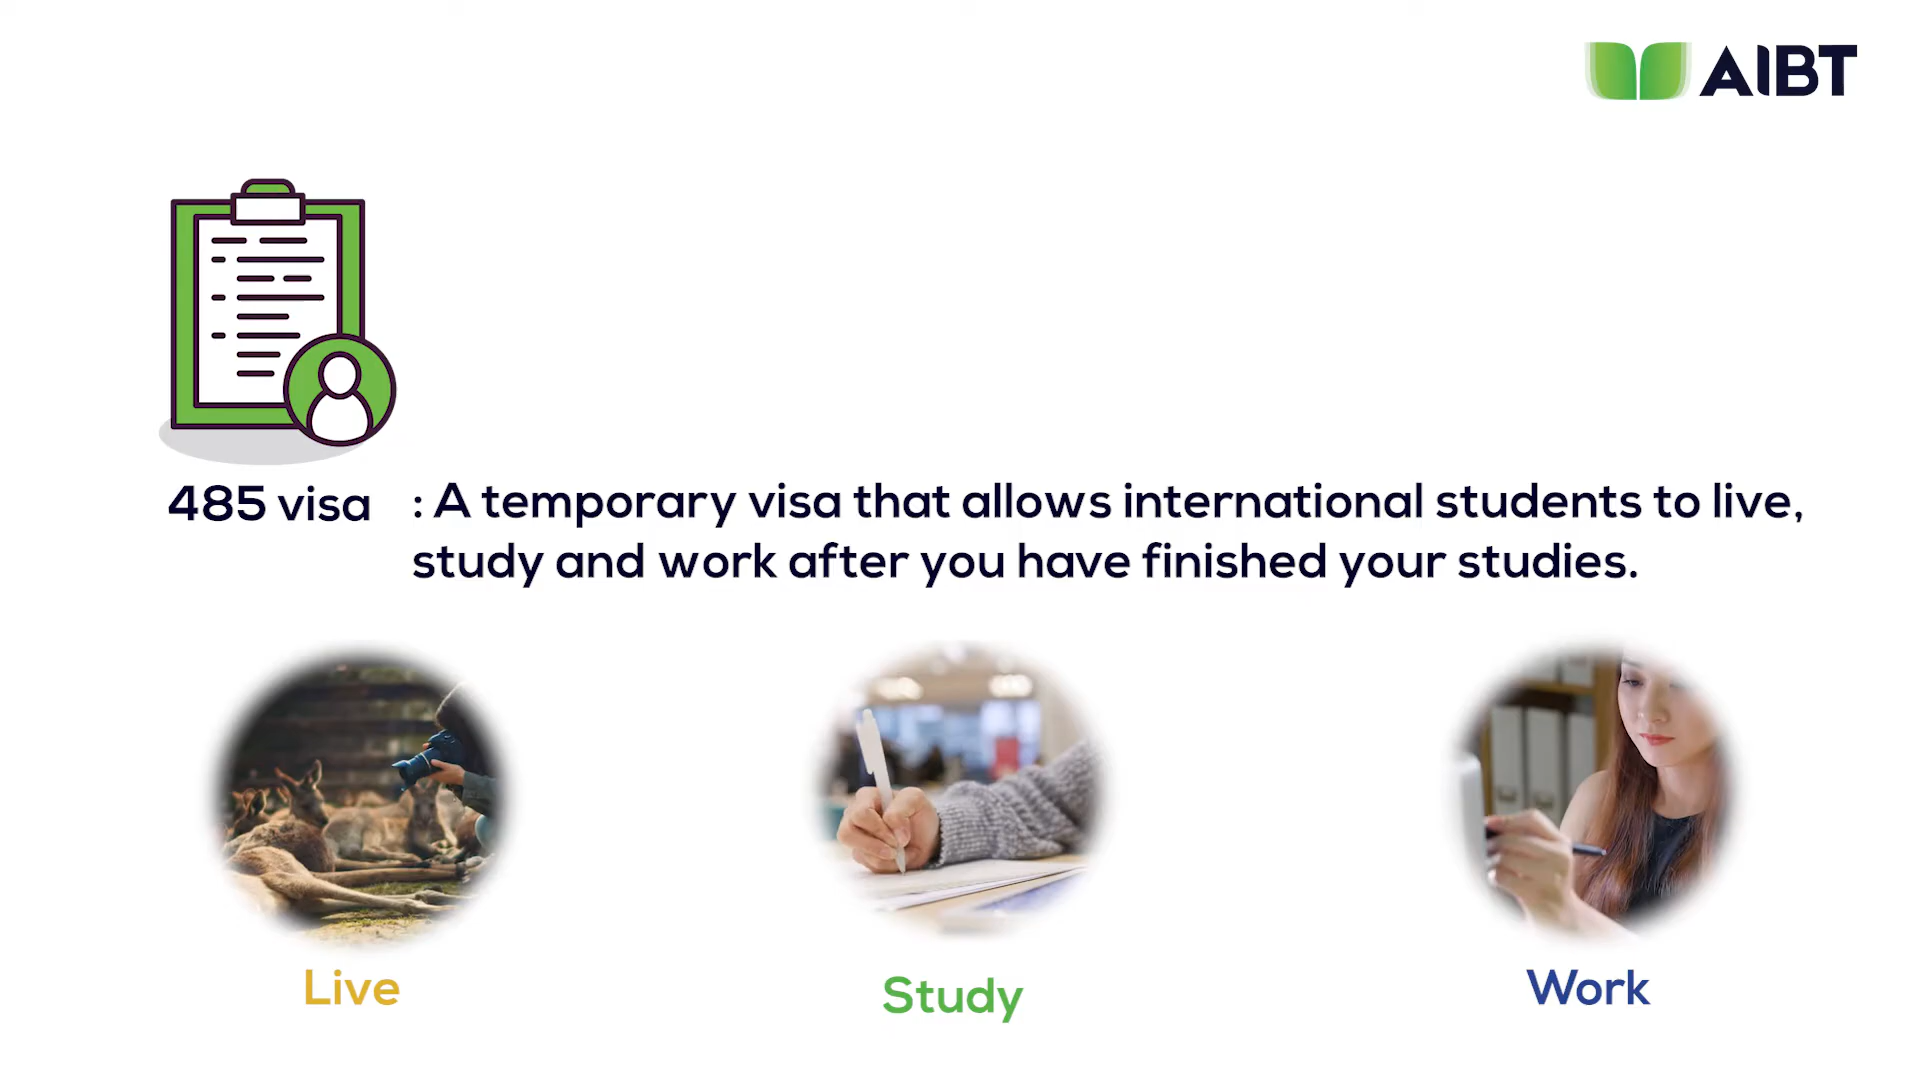 AIBT
485 visa : A temporary visa that allows international students to live,
study and work after you have finished your studies.
Live
Study
Work